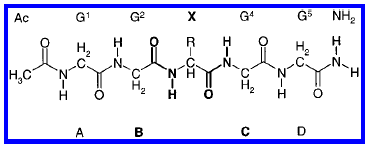 Ac G¹ G² X G⁴ G⁵ NH₂
O H₂ H O R H O H₂ H
C N N C N H
H₃C N N H N
C H₂ C H₂
H O H O H O
A B C D